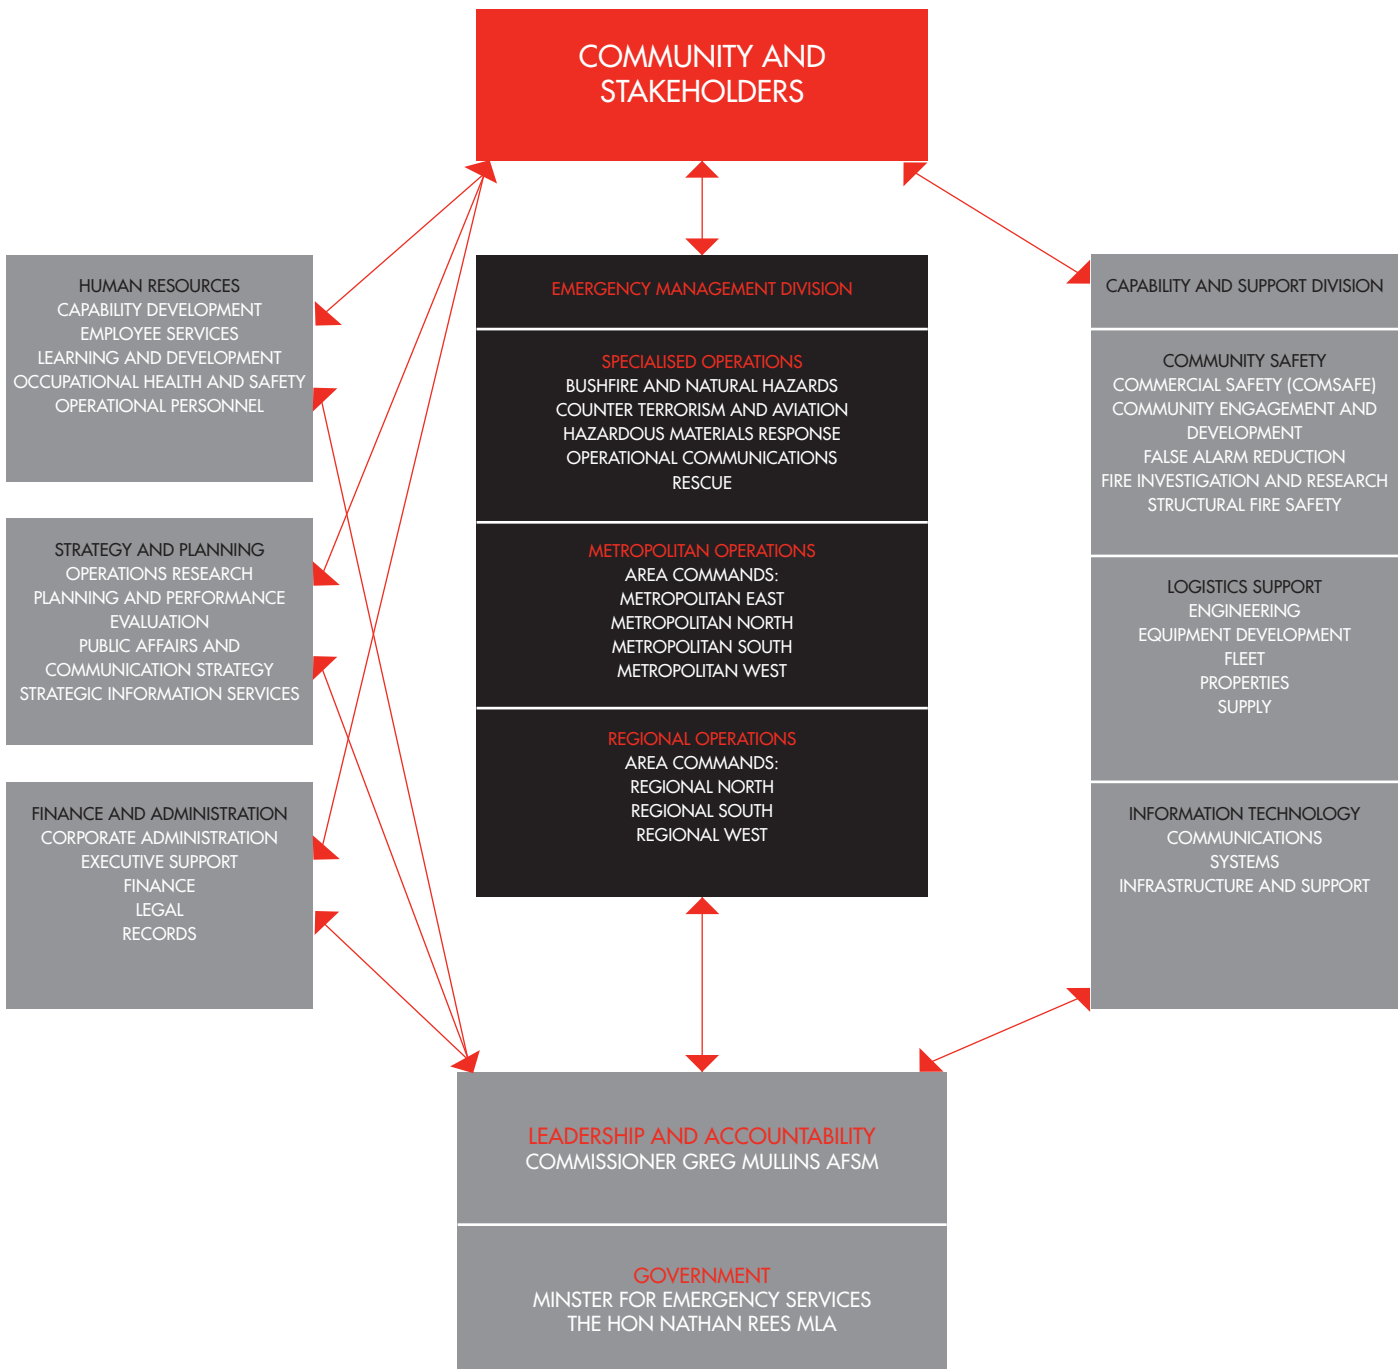 COMMUNITY AND
STAKEHOLDERS
HUMAN RESOURCES
CAPABILITY DEVELOPMENT
EMPLOYEE SERVICES
LEARNING AND DEVELOPMENT
OCCUPATIONAL HEALTH AND SAFETY
OPERATIONAL PERSONNEL
STRATEGY AND PLANNING
OPERATIONS RESEARCH
PLANNING AND PERFORMANCE
EVALUATION
PUBLIC AFFAIRS AND
COMMUNICATION STRATEGY
STRATEGIC INFORMATION SERVICES
FINANCE AND ADMINISTRATION
CORPORATE ADMINISTRATION
EXECUTIVE SUPPORT
FINANCE
LEGAL
RECORDS
EMERGENCY MANAGEMENT DIVISION
SPECIALISED OPERATIONS
BUSHFIRE AND NATURAL HAZARDS
COUNTER TERRORISM AND AVIATION
HAZARDOUS MATERIALS RESPONSE
OPERATIONAL COMMUNICATIONS
RESCUE
METROPOLITAN OPERATIONS
AREA COMMANDS:
METROPOLITAN EAST
METROPOLITAN NORTH
METROPOLITAN SOUTH
METROPOLITAN WEST
REGIONAL OPERATIONS
AREA COMMANDS:
REGIONAL NORTH
REGIONAL SOUTH
REGIONAL WEST
CAPABILITY AND SUPPORT DIVISION
COMMUNITY SAFETY
COMMERCIAL SAFETY (COMSAFE)
COMMUNITY ENGAGEMENT AND
DEVELOPMENT
FALSE ALARM REDUCTION
FIRE INVESTIGATION AND RESEARCH
STRUCTURAL FIRE SAFETY
LOGISTICS SUPPORT
ENGINEERING
EQUIPMENT DEVELOPMENT
FLEET
PROPERTIES
SUPPLY
INFORMATION TECHNOLOGY
COMMUNICATIONS
SYSTEMS
INFRASTRUCTURE AND SUPPORT
LEADERSHIP AND ACCOUNTABILITY
COMMISSIONER GREG MULLINS AFSM
GOVERNMENT
MINSTER FOR EMERGENCY SERVICES
THE HON NATHAN REES MLA